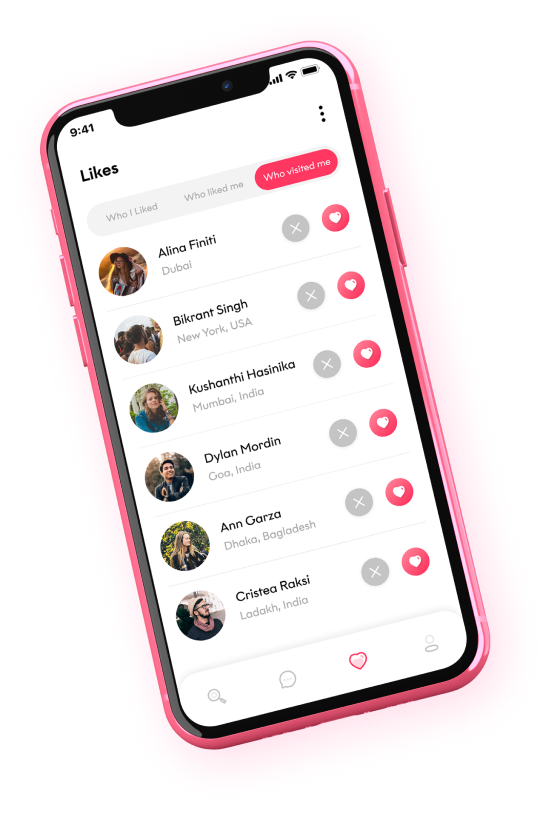 9:41
Likes
Who I Liked
Who liked me
Who visited me
Alina Finiti
Dubai
Bikrant Singh
New York, USA
Kushanthi Hasinika
Mumbai, India
Dylan Mordin
Goa, India
Ann Garza
Dhaka, Bagladesh
Cristea Raksi
Ladakh, India